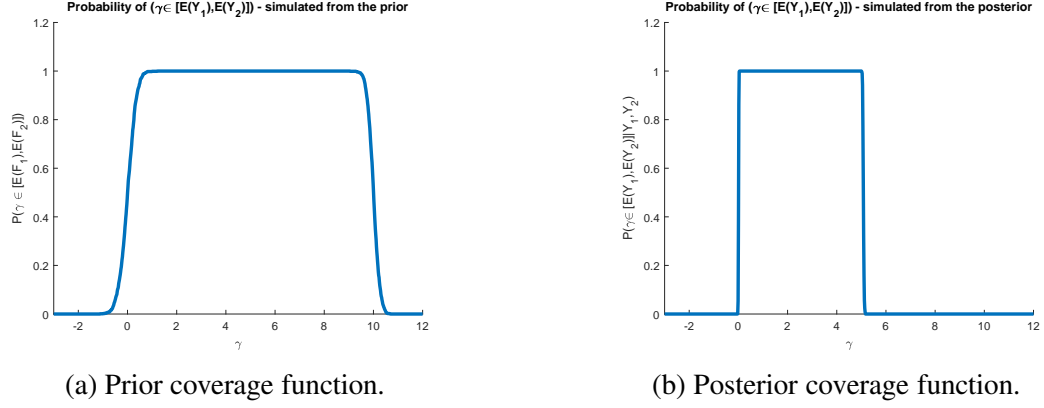 Probability of (γ∈ [E(Y₁),E(Y₂)]) - simulated from the prior
1.2
1
0.8
0.6
0.4
0.2
0
P(γ ∈ [E(F₁),E(F₂)])
-2 0 2 4 6 8 10 12
γ
(a) Prior coverage function.
Probability of (γ∈ [E(Y₁),E(Y₂)]) - simulated from the posterior
1.2
1
0.8
0.6
0.4
0.2
0
P(γ∈ [E(Y₁),E(Y₂)]|Y₁,Y₂)
-2 0 2 4 6 8 10 12
γ
(b) Posterior coverage function.